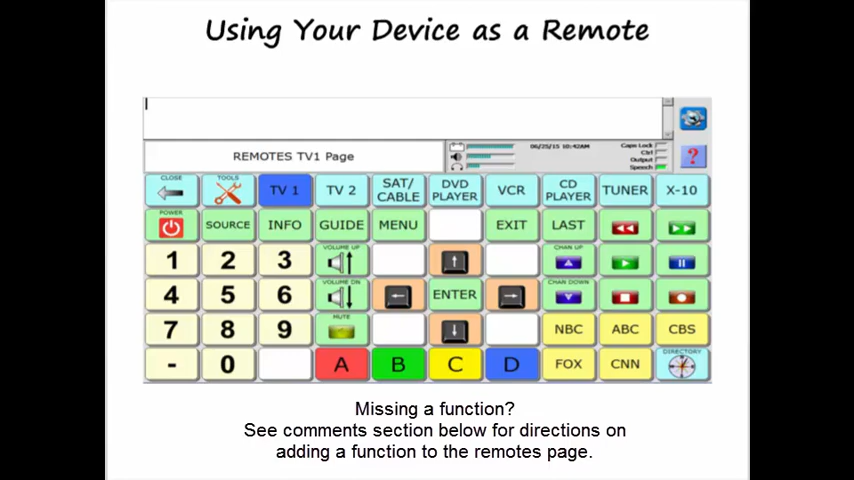 Using Your Device as a Remote
REMOTES TV1 Page
06/25/15 10:42AM
Caps Lock
Ctrl
Output
Speech
?
CLOSE
TOOLS
TV 1
TV 2
SAT/
CABLE
DVD
PLAYER
VCR
CD
PLAYER
TUNER
X-10
POWER
SOURCE
INFO
GUIDE
MENU
EXIT
LAST
1
2
3
VOLUME UP
CHAN UP
4
5
6
VOLUME DN
ENTER
CHAN DOWN
7
8
9
MUTE
NBC
ABC
CBS
-
0
A
B
C
D
FOX
CNN
DIRECTORY
Missing a function?
See comments section below for directions on
adding a function to the remotes page.